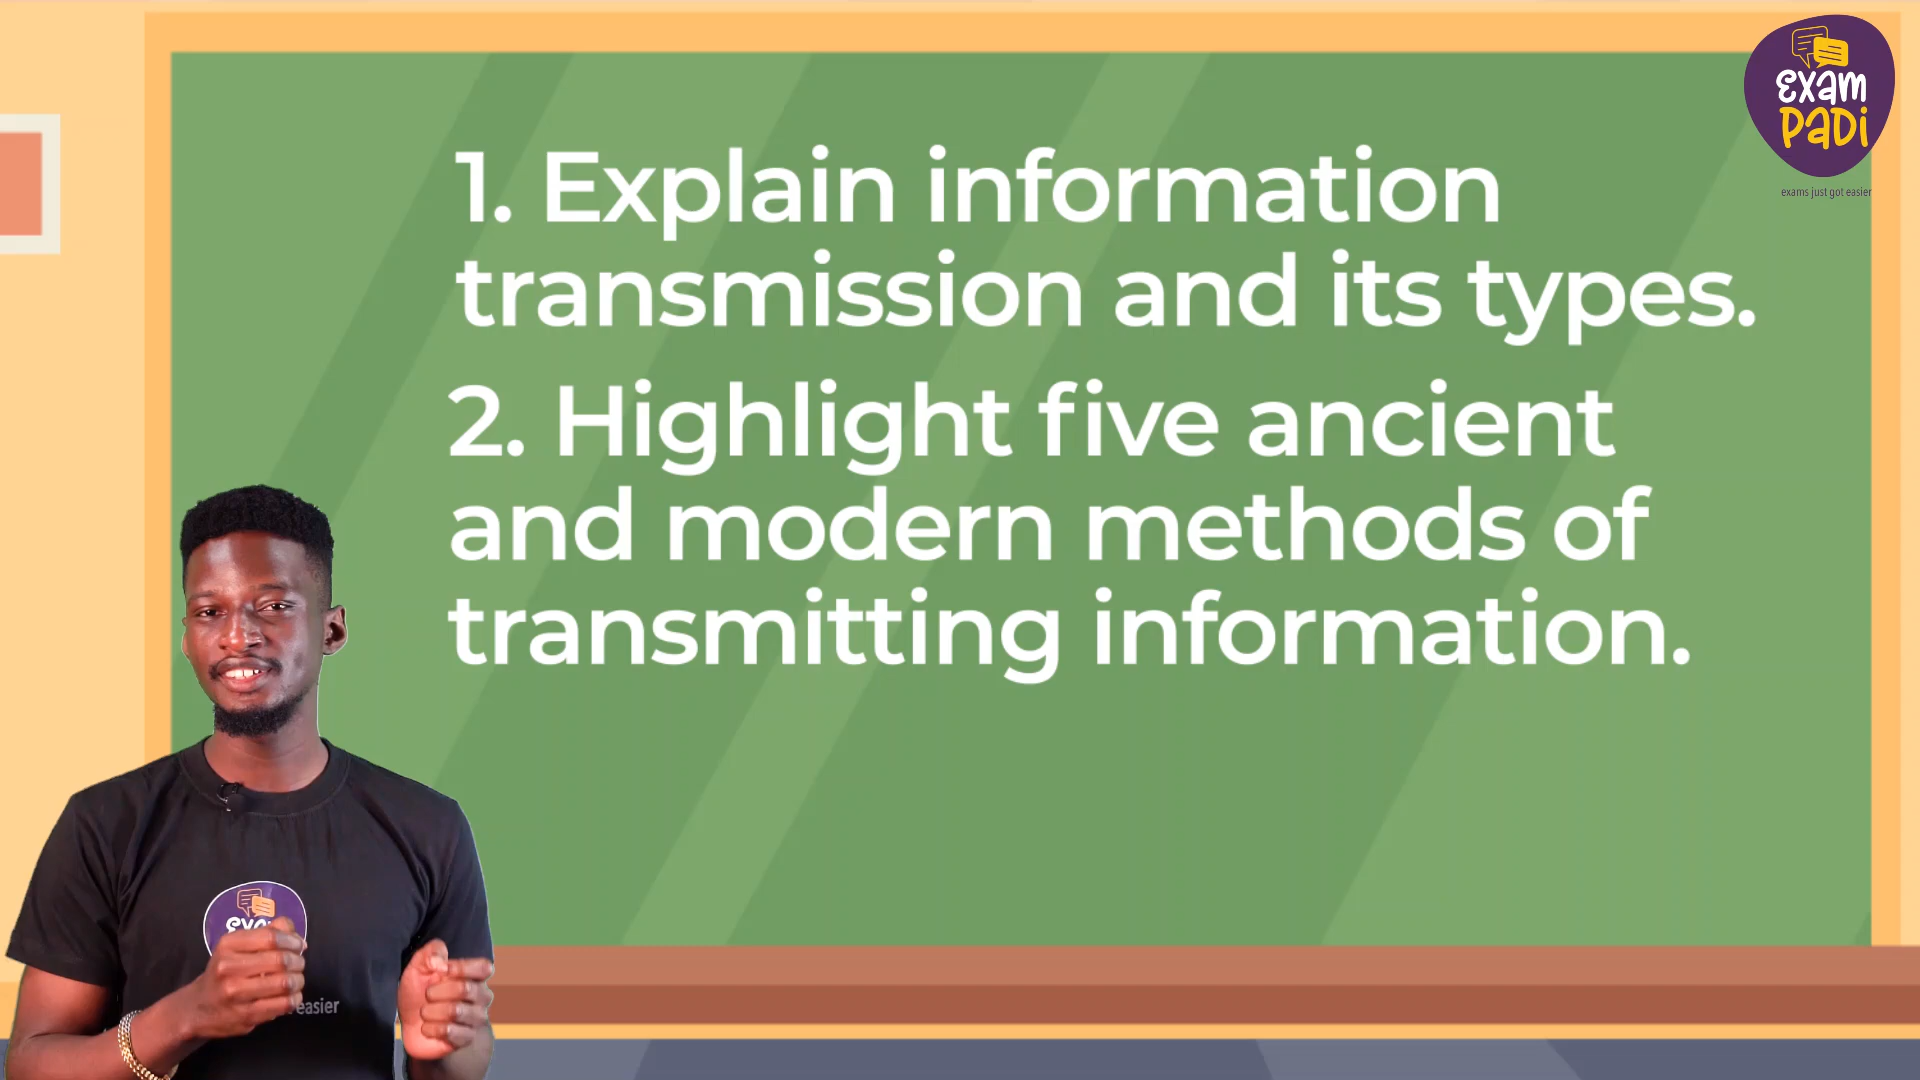 exam
PADI
exams just got easier
1. Explain information
transmission and its types.
2. Highlight five ancient
and modern methods of
transmitting information.
easier